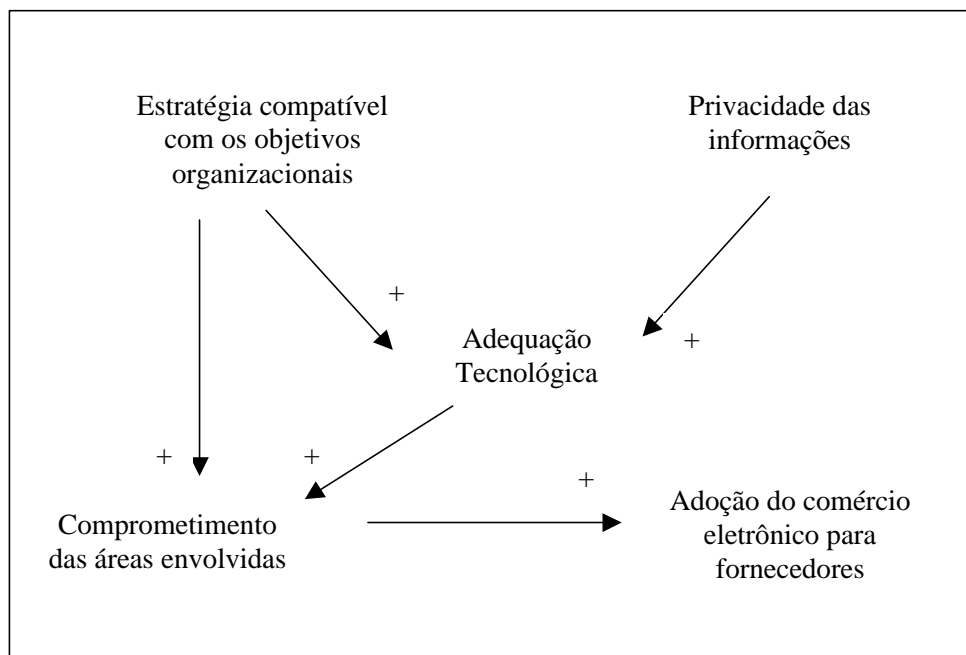 Estratégia compatível
com os objetivos
organizacionais
Privacidade das
informações
+
Adequação
Tecnológica
+
+
+
+
Comprometimento
das áreas envolvidas
Adoção do comércio
eletrônico para
fornecedores